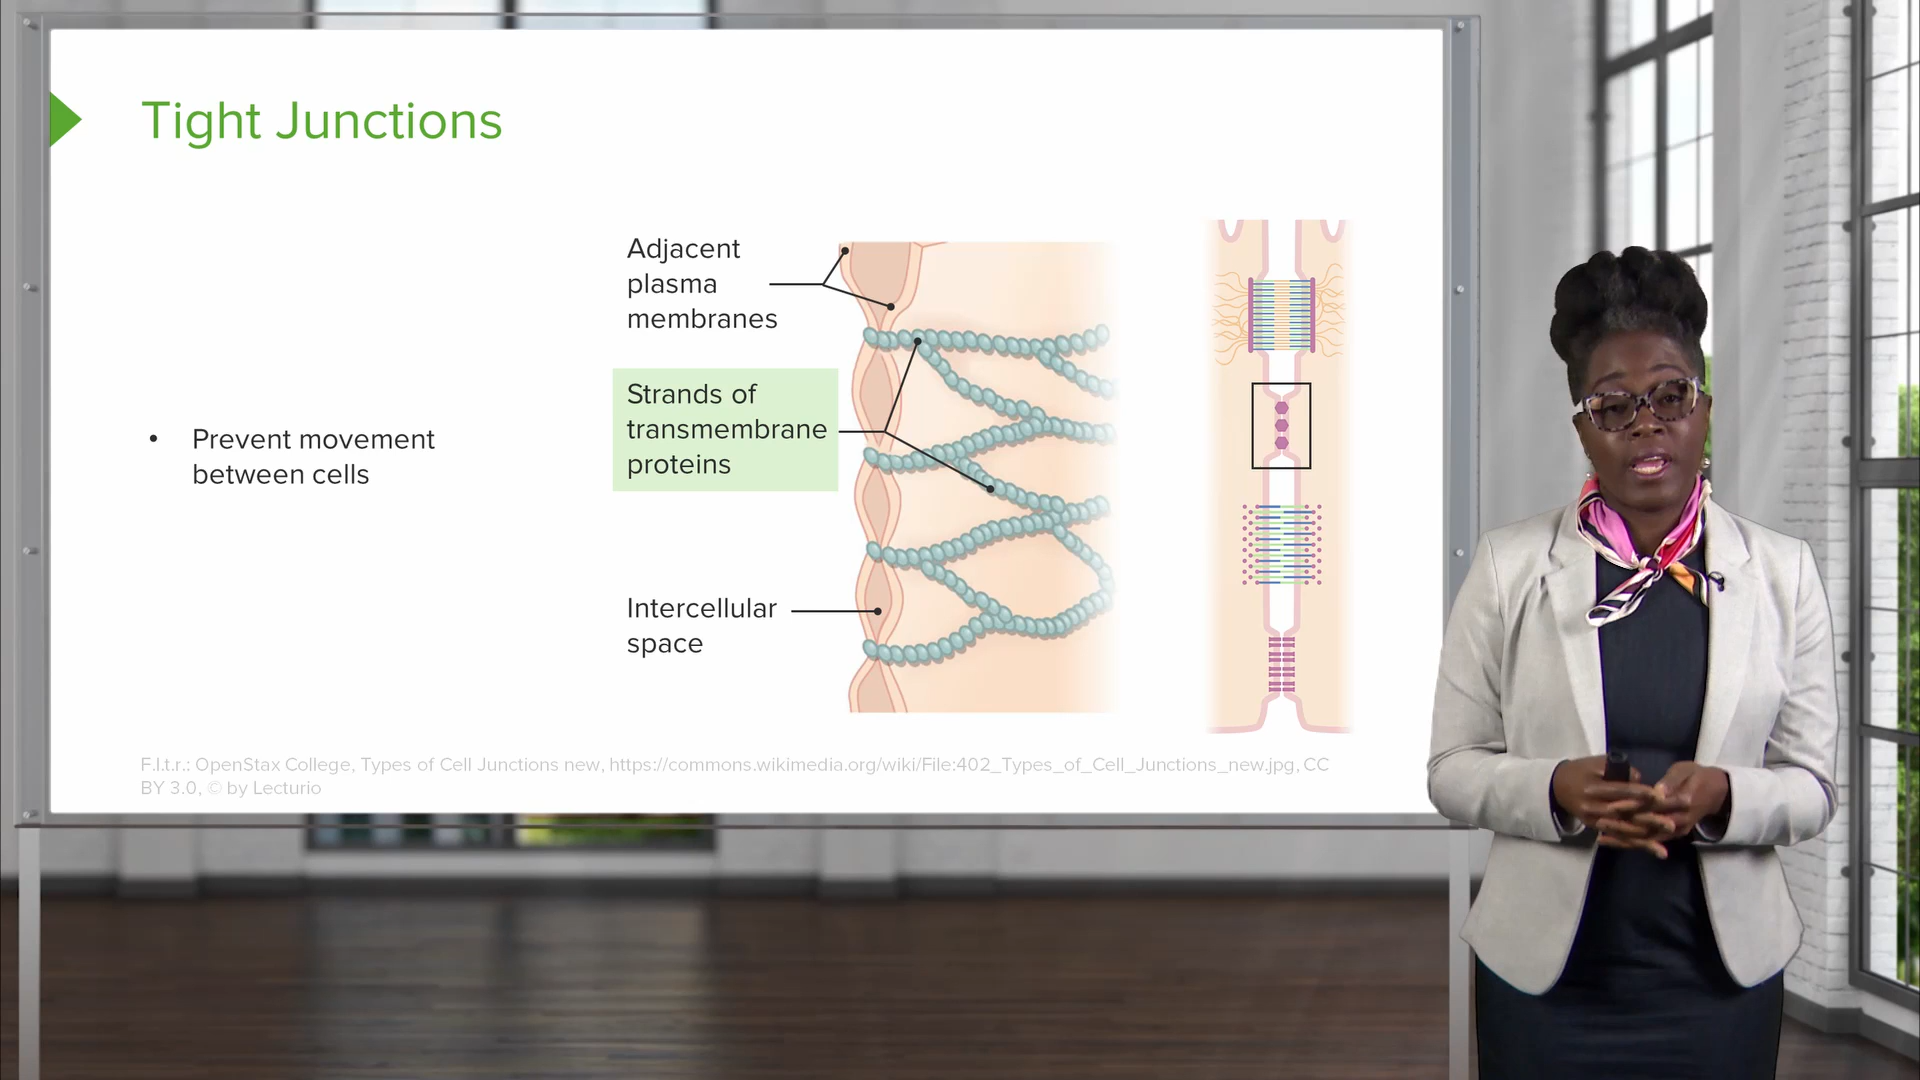 Tight Junctions
• Prevent movement
between cells
Adjacent
plasma
membranes
Strands of
transmembrane
proteins
Intercellular
space
F.l.t.r.: OpenStax College, Types of Cell Junctions new, https://commons.wikimedia.org/wiki/File:402_Types_of_Cell_Junctions_new.jpg, CC
BY 3.0, © by Lecturio